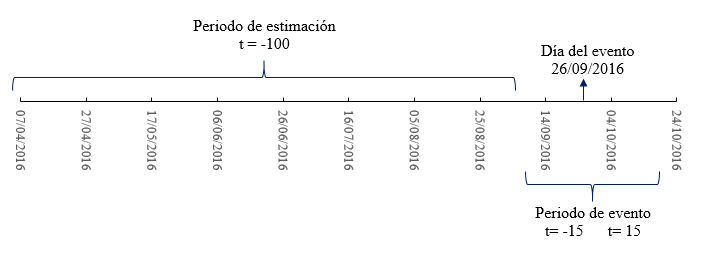 Periodo de estimación
t = -100
Día del evento
26/09/2016
07/04/2016
27/04/2016
17/05/2016
06/06/2016
26/06/2016
16/07/2016
05/08/2016
25/08/2016
14/09/2016
04/10/2016
24/10/2016
Periodo de evento
t= -15 t= 15